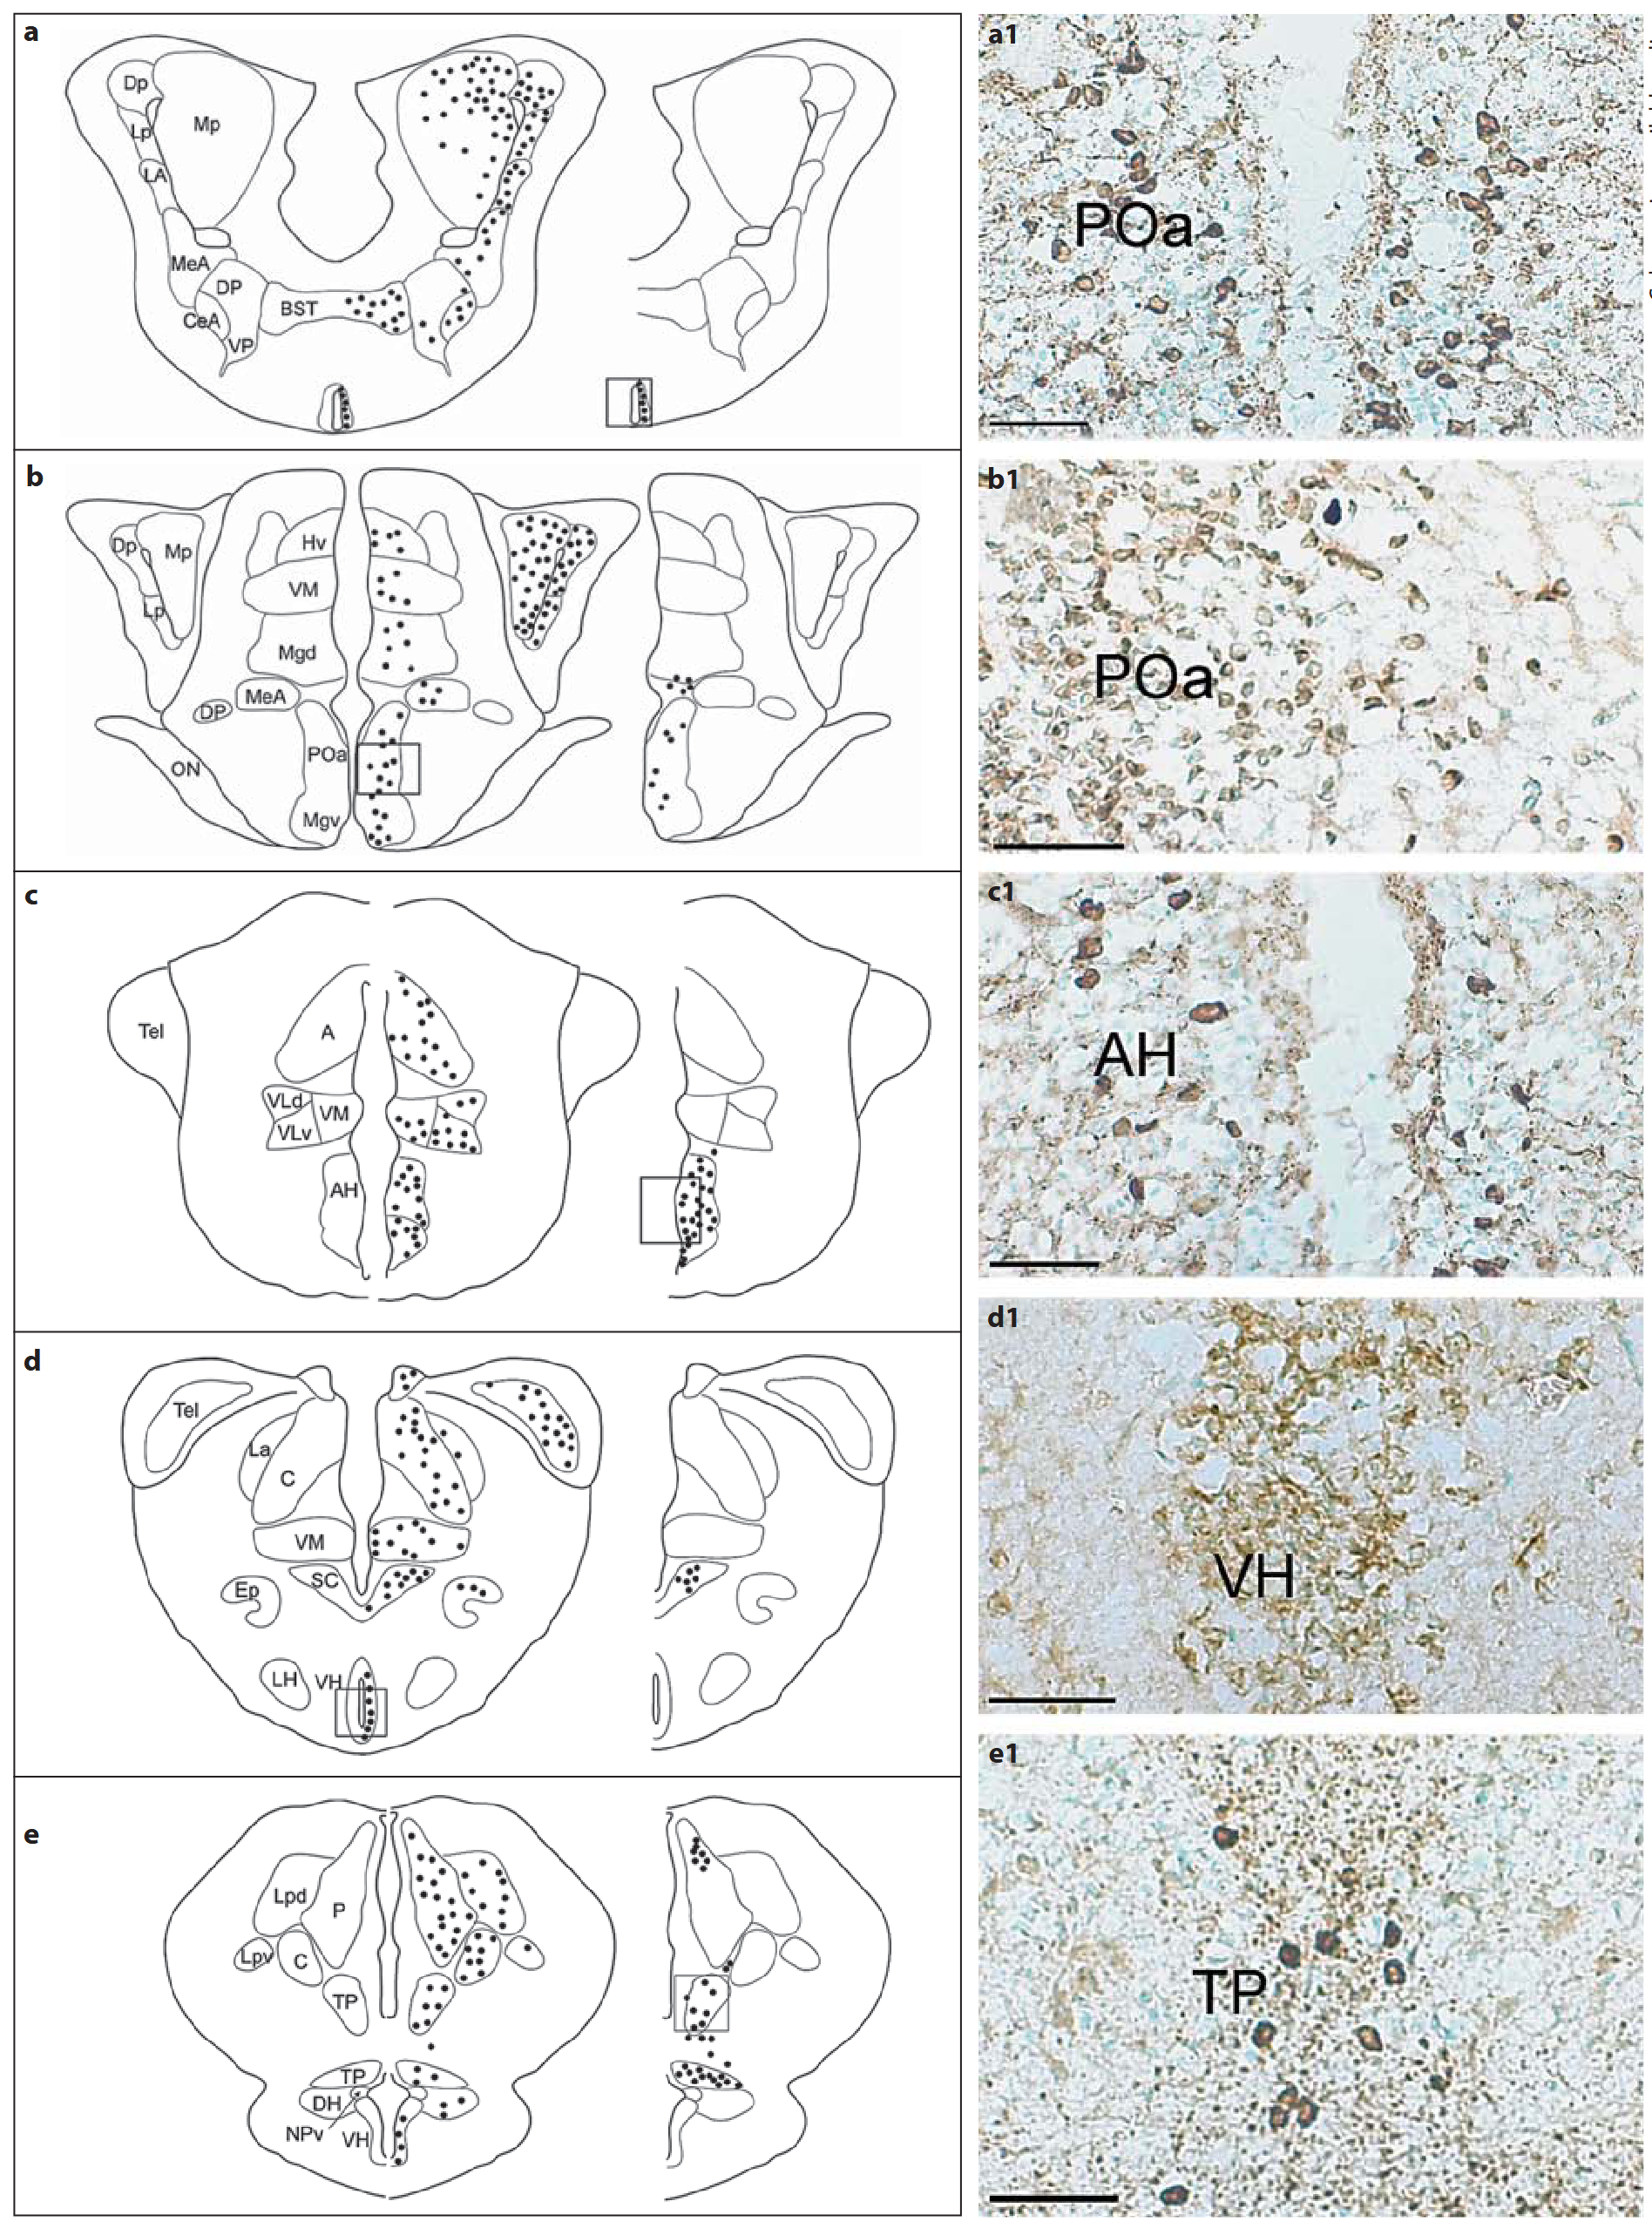 a
Dp
Mp
Lp
LA
MeA
DP
BST
CeA
VP
a1
POa
b
Hv
Dp
Mp
VM
Lp
Mgd
MeA
DP
POa
ON
Mgv
b1
POa
c
A
Tel
VLd
VM
VLv
AH
c1
AH
d
Tel
La
C
VM
SC
Ep
LH
VH
d1
VH
e
Lpd
P
Lpv
C
TP
TP
DH
NPv
VH
e1
TP